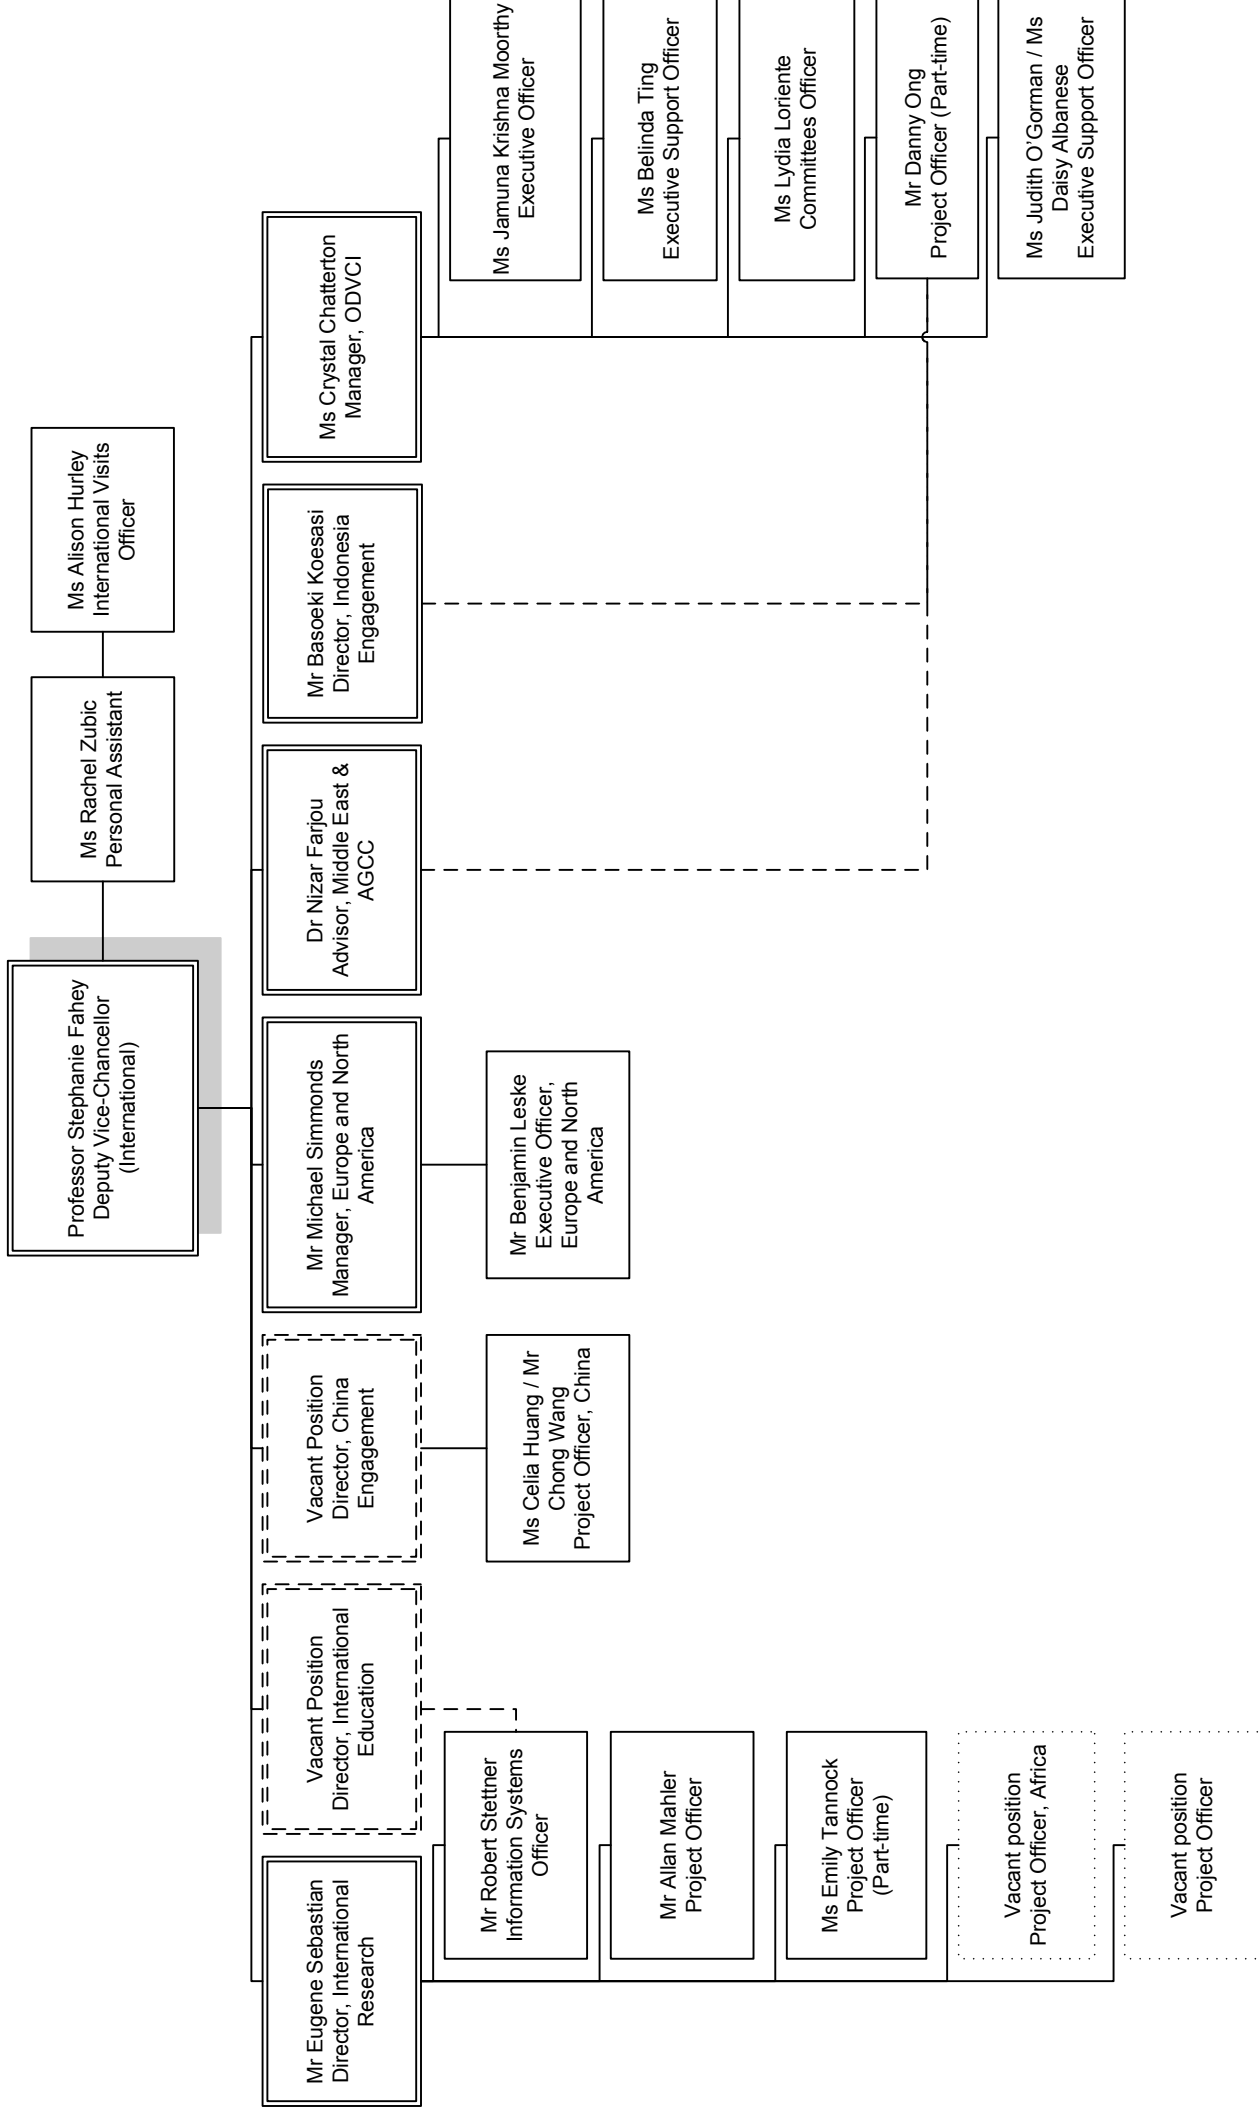 Professor Stephanie Fahey
Deputy Vice-Chancellor
(International)
Ms Rachel Zubic
Personal Assistant
Ms Alison Hurley
International Visits
Officer
Mr Eugene Sebastian
Director, International
Research
Vacant Position
Director, International
Education
Vacant Position
Director, China
Engagement
Mr Michael Simmonds
Manager, Europe and North
America
Dr Nizar Farjou
Advisor, Middle East &
AGCC
Mr Basoeki Koesasi
Director, Indonesia
Engagement
Ms Crystal Chatterton
Manager, ODVCI
Mr Robert Stettner
Information Systems
Officer
Mr Allan Mahler
Project Officer
Ms Emily Tannock
Project Officer
(Part-time)
Vacant position
Project Officer, Africa
Vacant position
Project Officer
Ms Celia Huang / Mr
Chong Wang
Project Officer, China
Mr Benjamin Leske
Executive Officer,
Europe and North
America
Ms Jamuna Krishna Moorthy
Executive Officer
Ms Belinda Ting
Executive Support Officer
Ms Lydia Loriente
Committees Officer
Mr Danny Ong
Project Officer (Part-time)
Ms Judith O'Gorman / Ms
Daisy Albanese
Executive Support Officer